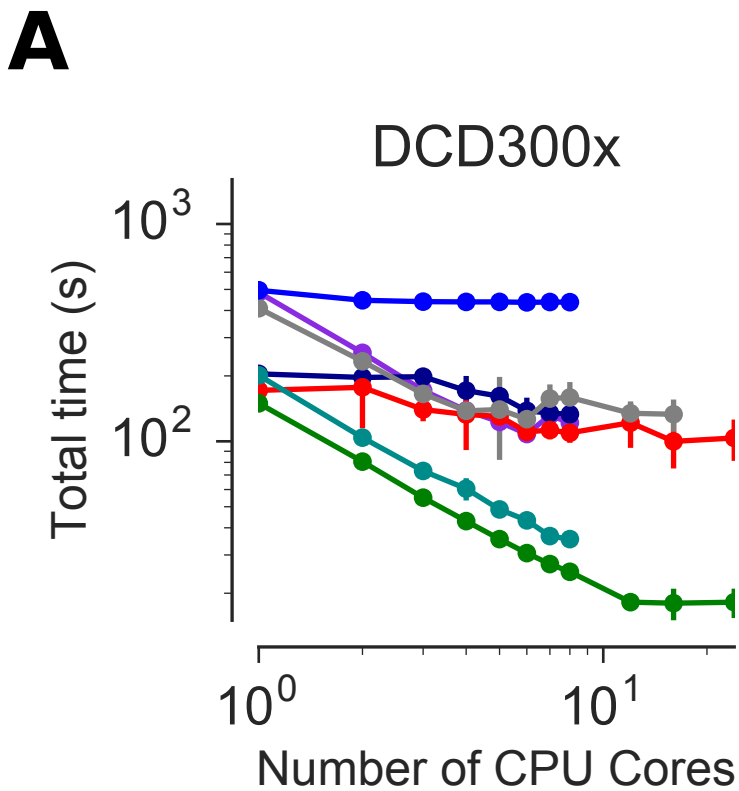 A
DCD300x
10³
10²
Total time (s)
10⁰ 10¹
Number of CPU Cores